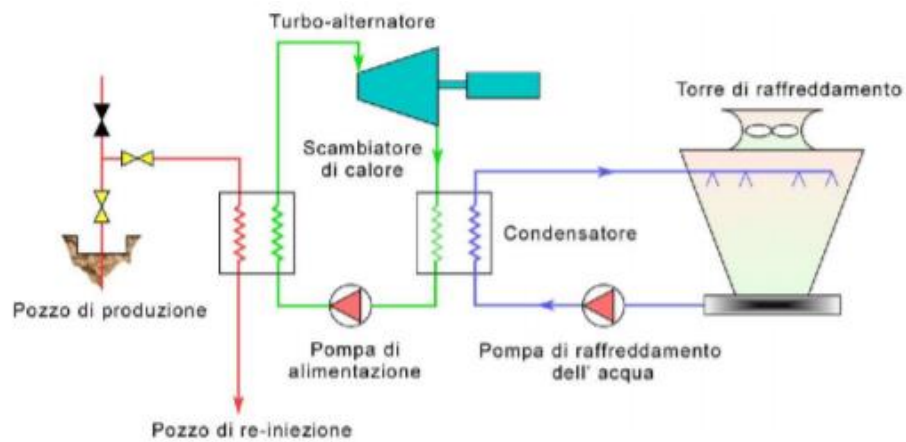 Turbo-alternatore
Torre di raffreddamento
Scambiatore
di calore
Condensatore
Pozzo di produzione
Pompa di
alimentazione
Pompa di raffreddamento
dell' acqua
Pozzo di re-iniezione